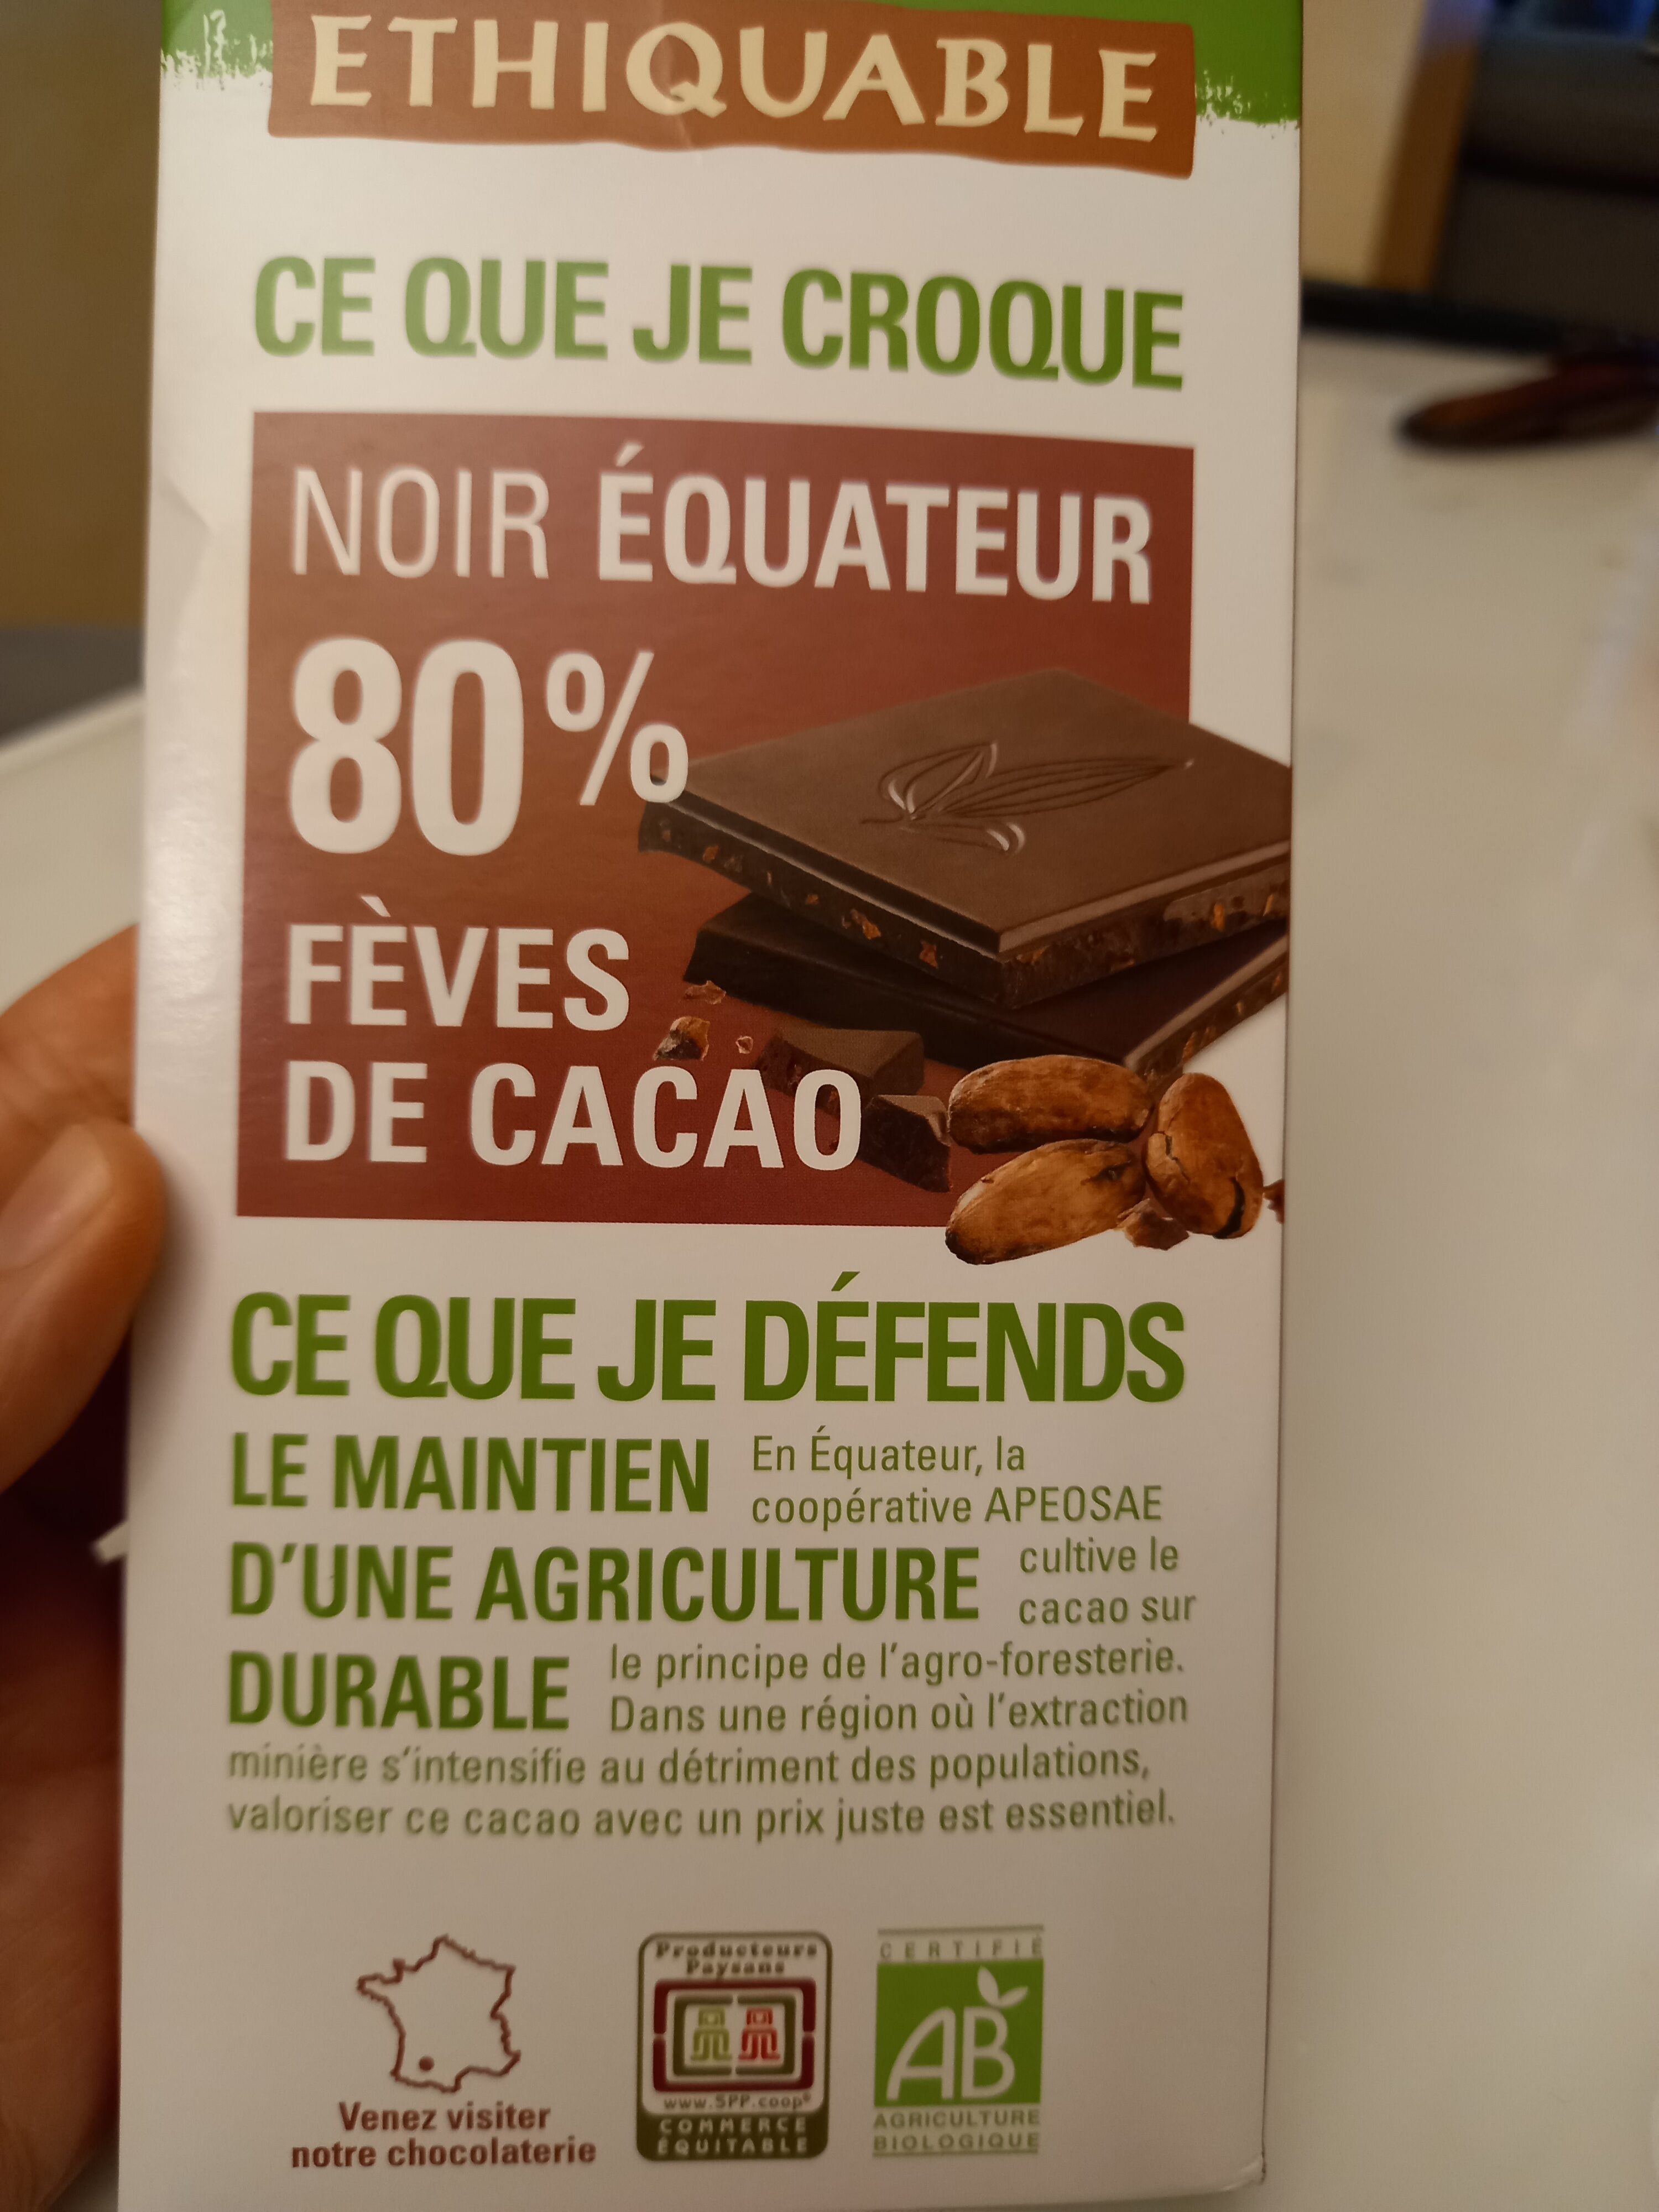 ETHIQUABLE
CE QUE JE CROQUE
NOIR ÉQUATEUR
80%
FÈVES
DE CACAO
CE QUE JE DÉFENDS
LE MAINTIEN
D'UNE AGRICULTURE
DURABLE
En Équateur, la
coopérative APEOSAE
cultive le
cacao sur
le principe de l'agro-foresterie.
Dans une région où l'extraction
minière s'intensifie au détriment des populations,
valoriser ce cacao avec un prix juste est essentiel.
Venez visiter
notre chocolaterie
Producteurs
Paysans
www.SPP.coop®
COMMERCE
ÉQUITABLE
CERTIFIÉ
AB
AGRICULTURE
BIOLOGIQUE